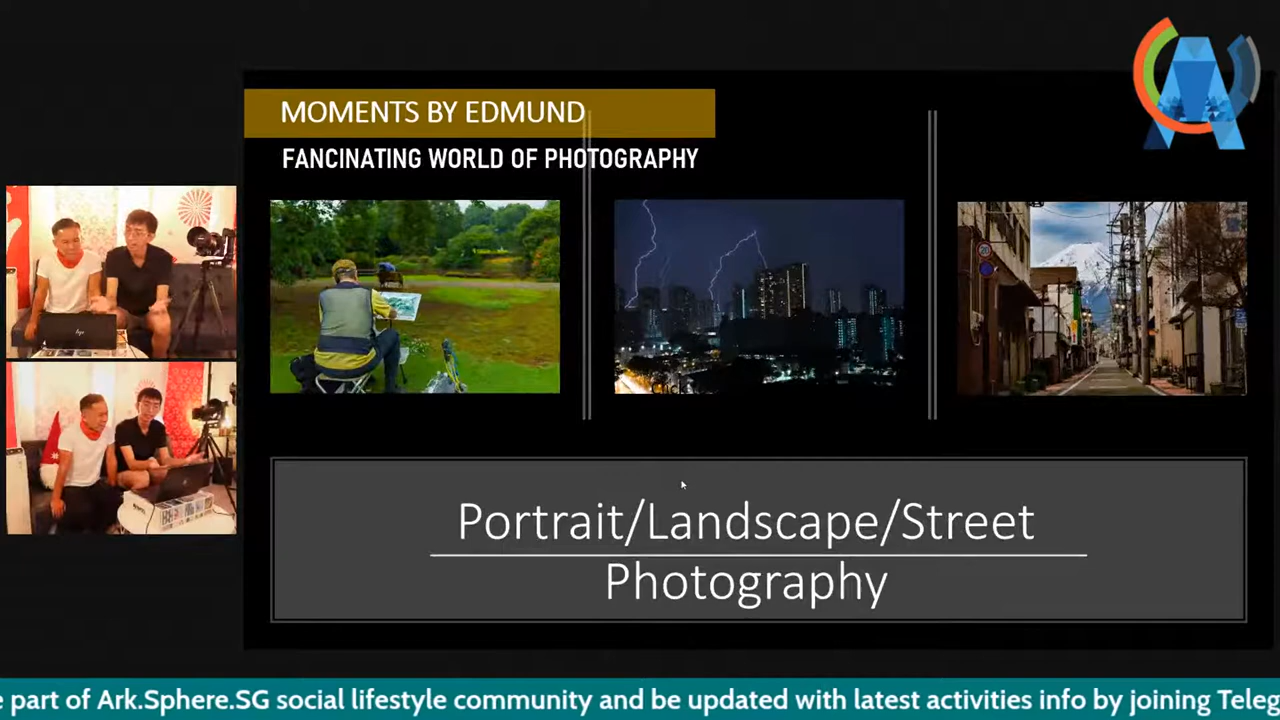 MOMENTS BY EDMUND
FANCINATING WORLD OF PHOTOGRAPHY
Portrait/Landscape/Street
Photography
part of Ark.Sphere.SG social lifestyle community and be updated with latest activities info by joining Teleg